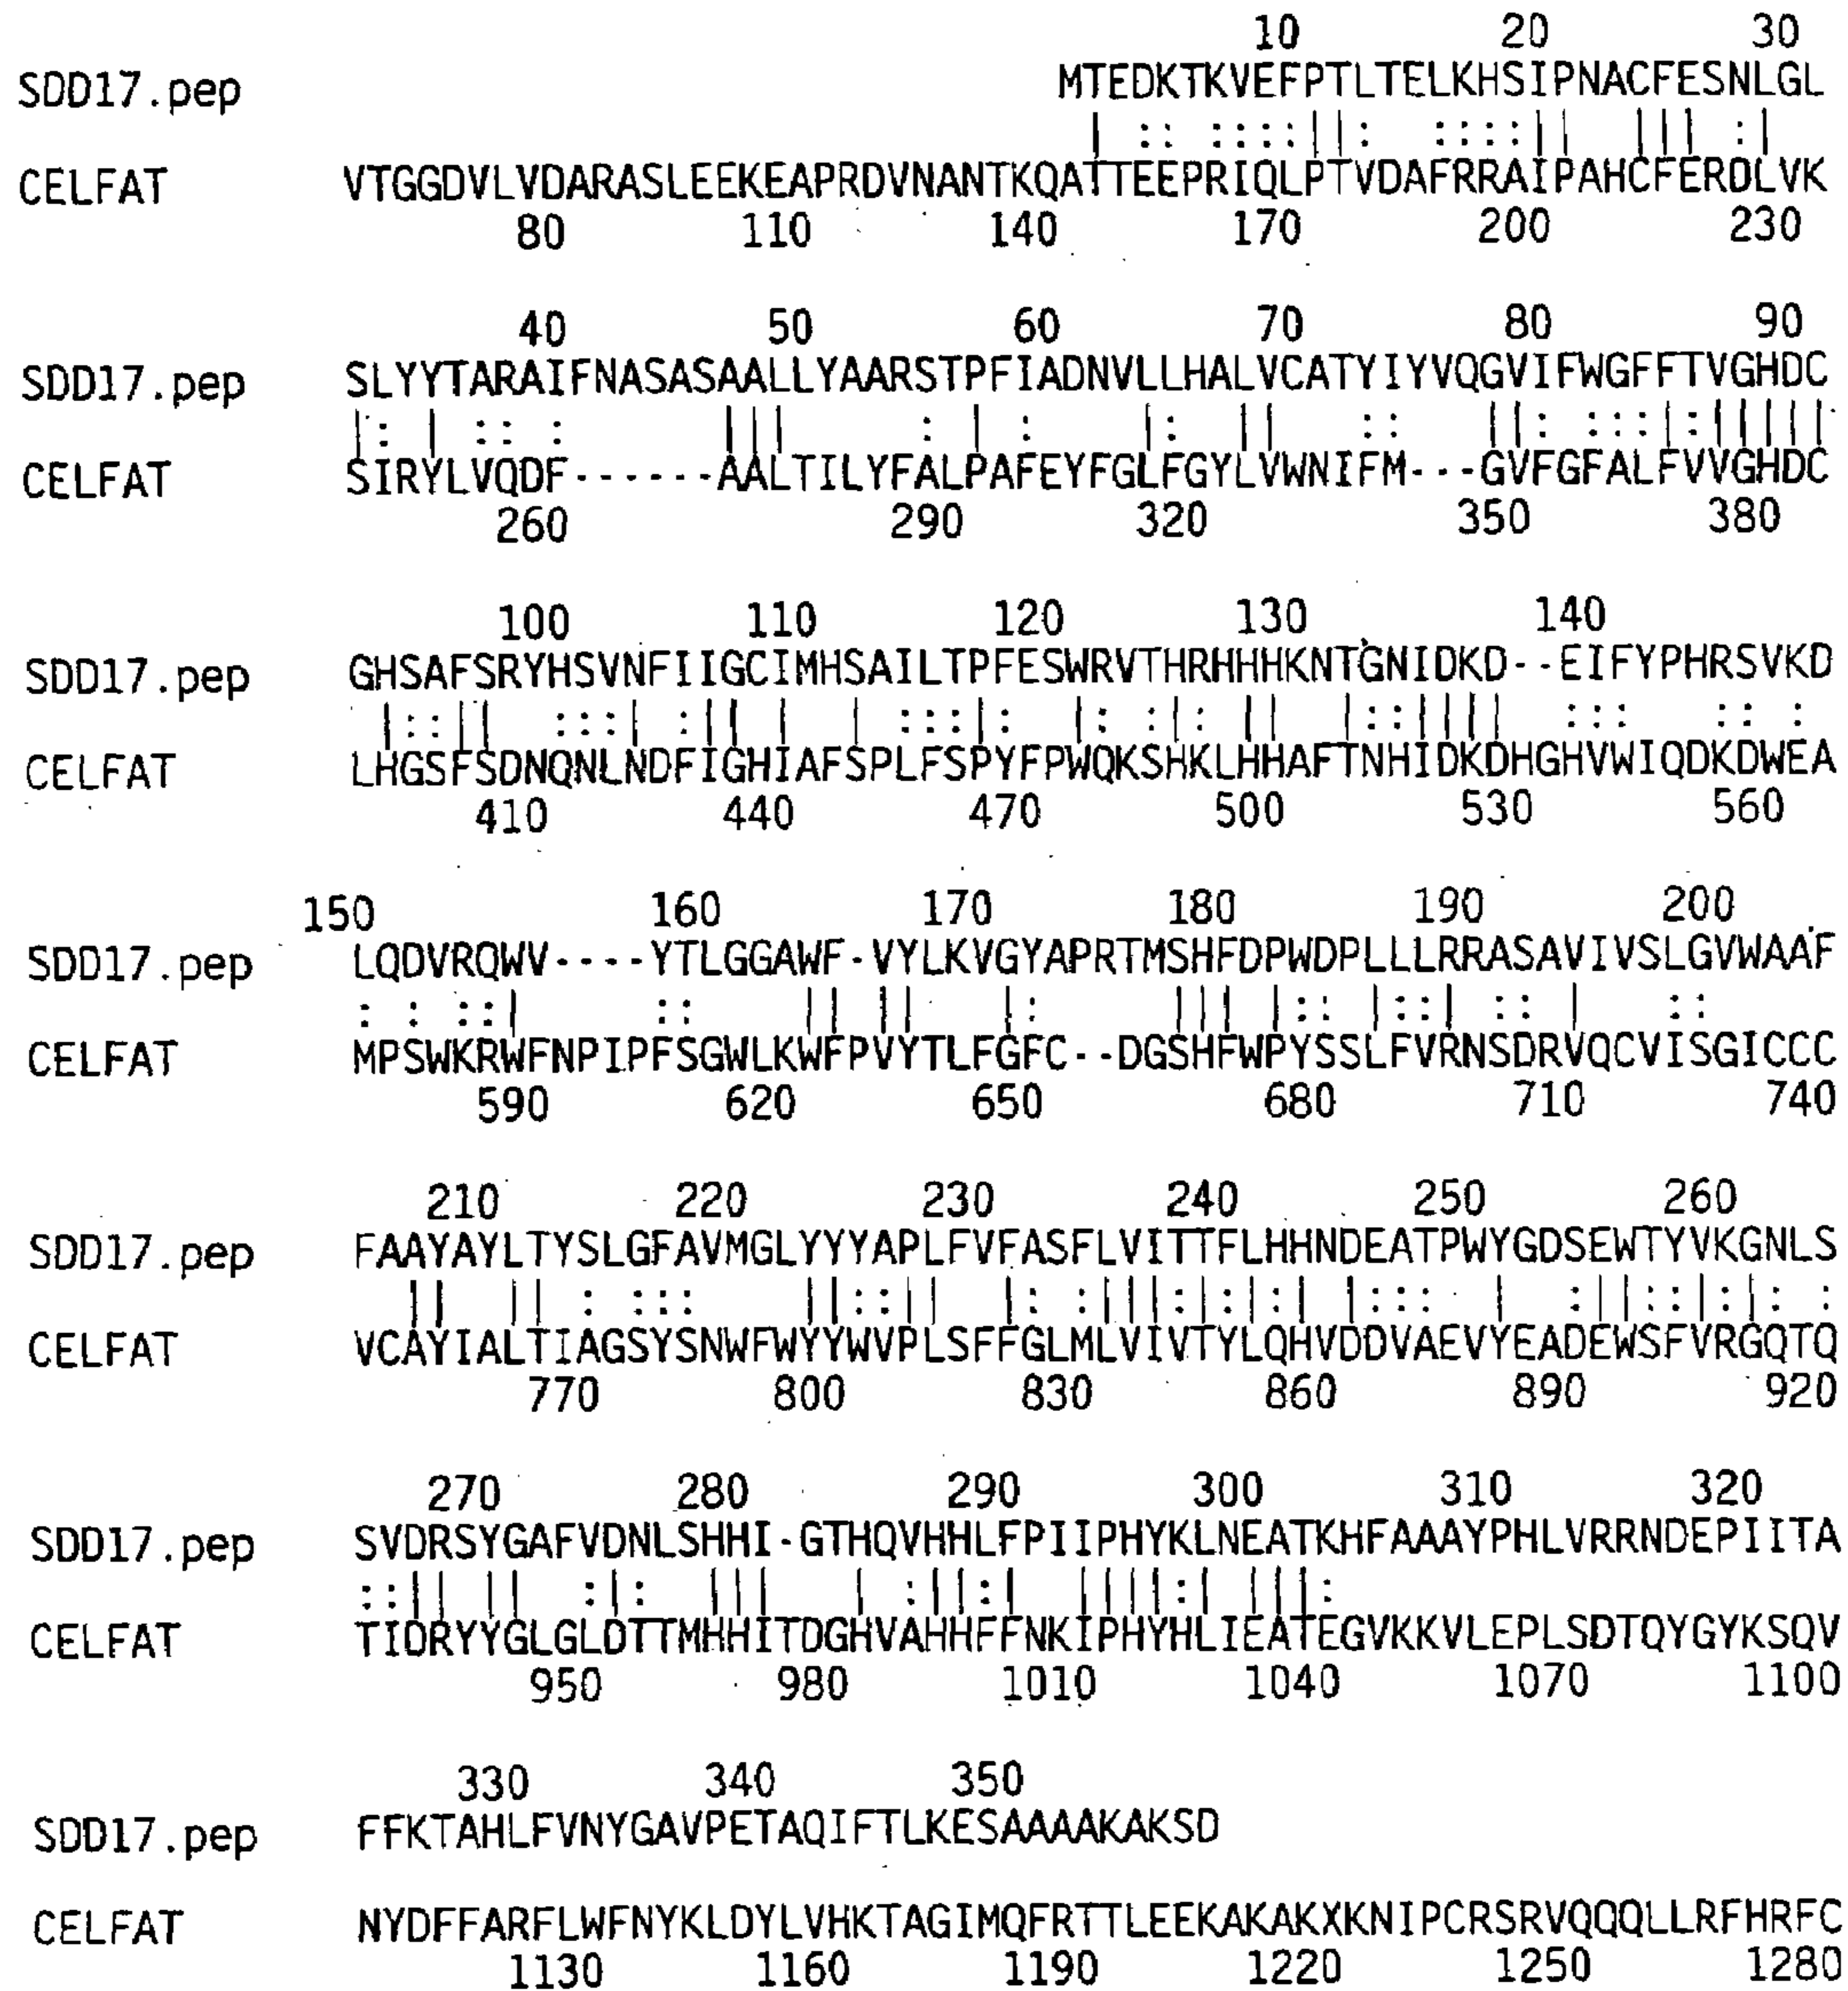 10 20 30
SDD17.pep MTEDKTKVEFPTLTELKHSIPNACFESNLGL
| :: ::::||: ::::|| ||| :|
CELFAT VTGGDVLVDARASLEEKEAPRDVNANTKQATTEEPRIQLPTVDAFRRAIPAHCFERDLVK
80 110 140 170 200 230
40 50 60 70 80 90
SDD17.pep SLYYTARAIFNASASAALLYAARSTPFIADNVLLHALVCATYIYVQGVIFWGFFTVGHDC
|: | :: : ||| : | : |: || :: ||: :::|:|||||
CELFAT SIRYLVQDF------AALTILYFALPAFEYFGLFGYLVWNIFM---GVFGFALFVVGHDC
260 290 320 350 380
100 110 120 130 140
SDD17.pep GHSAFSRYHSVNFIIGCIMHSAILTPFESWRVTHRHHHKNTGNIDKD--EIFYPHRSVKD
|::|| :::| :|| | | :::|: |: :|: || |::|||| ::: :: :
CELFAT LHGSFSDNQNLNDFIGHIAFSPLFSPYFPWQKSHKLHHAFTNHIDKDHGHVWIQDKDWEA
410 440 470 500 530 560
150 160 170 180 190 200
SDD17.pep LQDVRQWV----YTLGGAWF-VYLKVGYAPRTMSHFDPWDPLLLRRASAVIVSLGVWAAF
: : ::| :: || || |: ||| |:: |::| :: | ::
CELFAT MPSWKRWFNPIPFSGWLKWFPVYTLFGFC--DGSHFWPYSSLFVRNSDRVQCVISGICCC
590 620 650 680 710 740
210 220 230 240 250 260
SDD17.pep FAAYAYLTYSLGFAVMGLYYYAPLFVFASFLVITTFLHHNDEATPWYGDSEWTYVKGNLS
|| || : ::: ||::|| |: :|||:|:|:| |::: | :||::|:|: :
CELFAT VCAYIALTIAGSYSNWFWYYWVPLSFFGLMLVIVTYLQHVDDVAEVYEADEWSFVRGQTQ
770 800 830 860 890 920
270 280 290 300 310 320
SDD17.pep SVDRSYGAFVDNLSHHI-GTHQVHHLFPIIPHYKLNEATKHFAAAYPHLVRRNDEPIITA
::|| || :|: ||| | :||:| ||||:| |||:
CELFAT TIDRYYGLGLDTTMHHITDGHVAHHFFNKIPHYHLIEATEGVKKVLEPLSDTQYGYKSQV
950 980 1010 1040 1070 1100
330 340 350
SDD17.pep FFKTAHLFVNYGAVPETAQIFTLKESAAAAKAKSD
CELFAT NYDFFARFLWFNYKLDYLVHKTAGIMQFRTTLEEKAKAKXKNIPCRSRVQQQLLRFHRFC
1130 1160 1190 1220 1250 1280